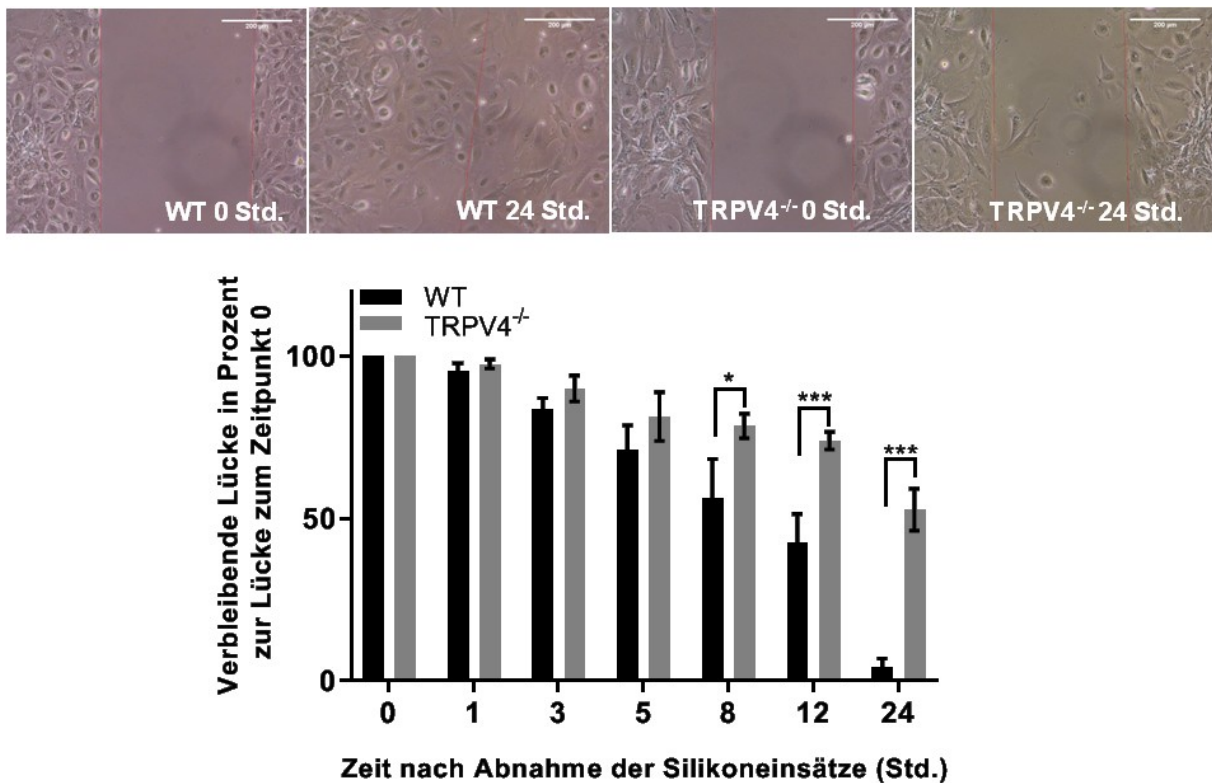 200 µm
200 µm
200 µm
200 µm
WT 0 Std.
WT 24 Std.
TRPV4-/- 0 Std.
TRPV4-/- 24 Std.
Verbleibende Lücke in Prozent
zur Lücke zum Zeitpunkt 0
WT
TRPV4-/-
100
50
0
*
***
***
0 1 3 5 8 12 24
Zeit nach Abnahme der Silikoneinsätze (Std.)